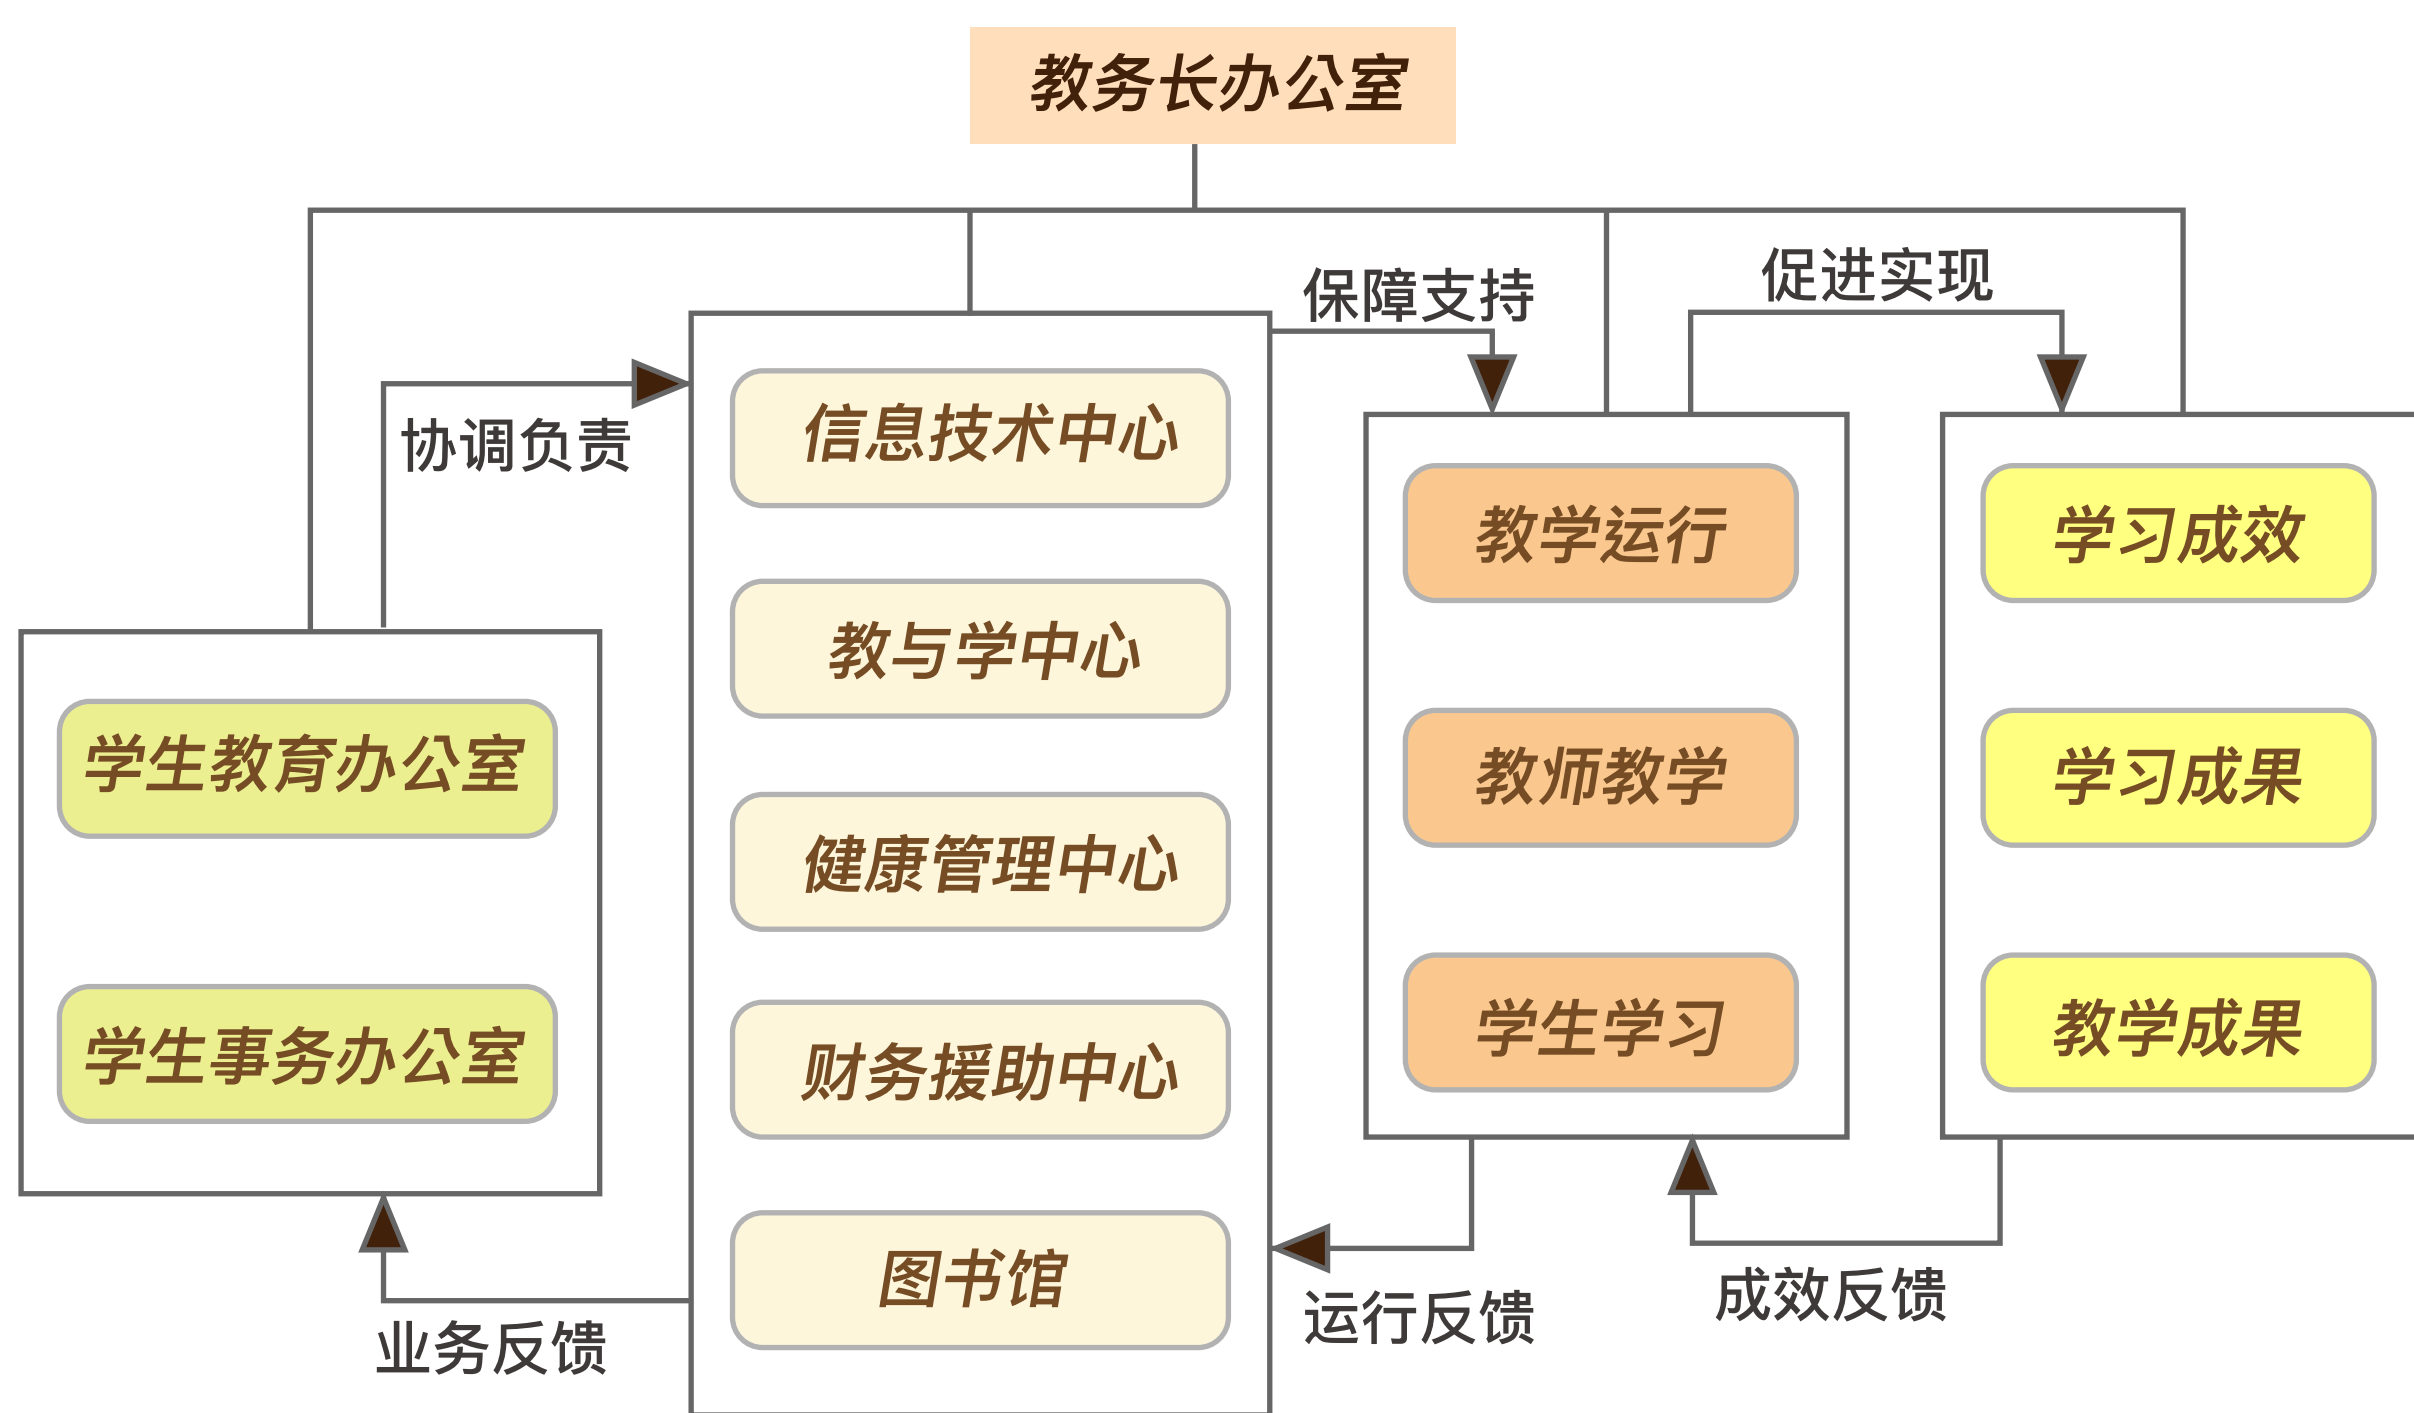 教务长办公室
保障支持
促进实现
协调负责
学生教育办公室
学生事务办公室
信息技术中心
教与学中心
健康管理中心
财务援助中心
图书馆
教学运行
教师教学
学生学习
学习成效
学习成果
教学成果
业务反馈
运行反馈
成效反馈